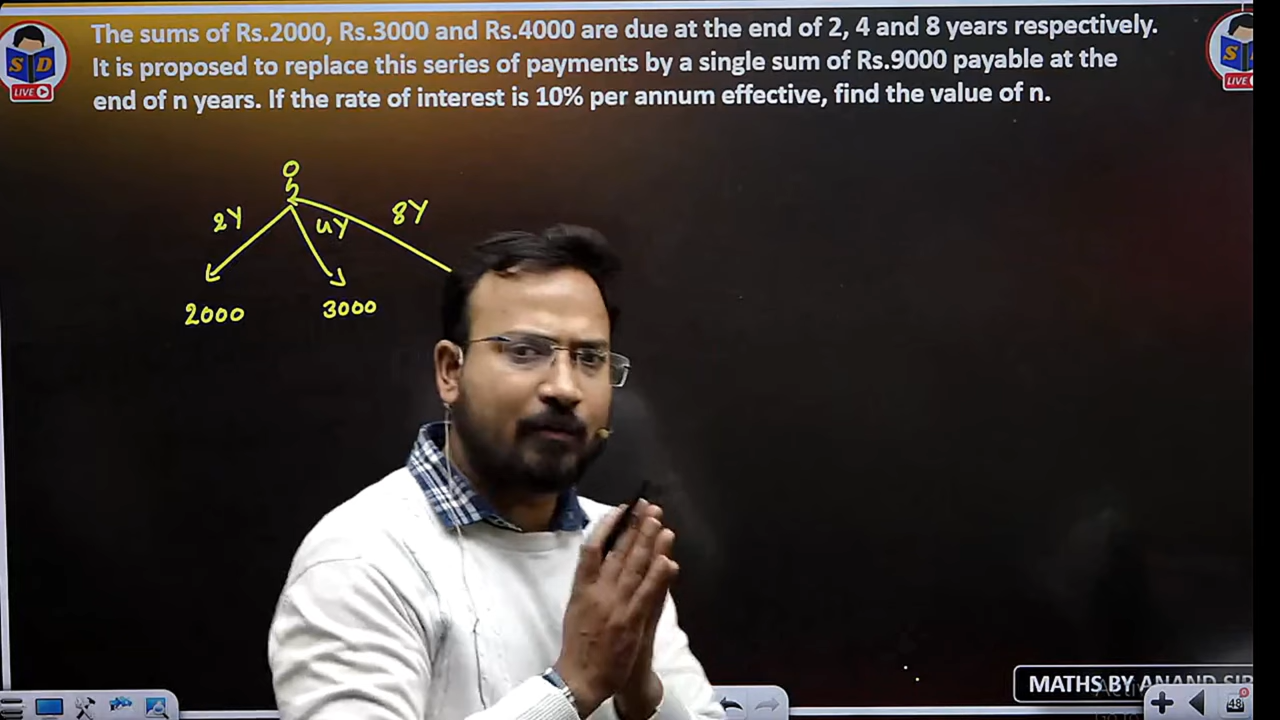 The sums of Rs.2000, Rs.3000 and Rs.4000 are due at the end of 2, 4 and 8 years respectively.
It is proposed to replace this series of payments by a single sum of Rs.9000 payable at the
end of n years. If the rate of interest is 10% per annum effective, find the value of n.
S D
LIVE
S
LIVE
2Y
4Y
8Y
2000
3000
MATHS BY ANAND SIR
48